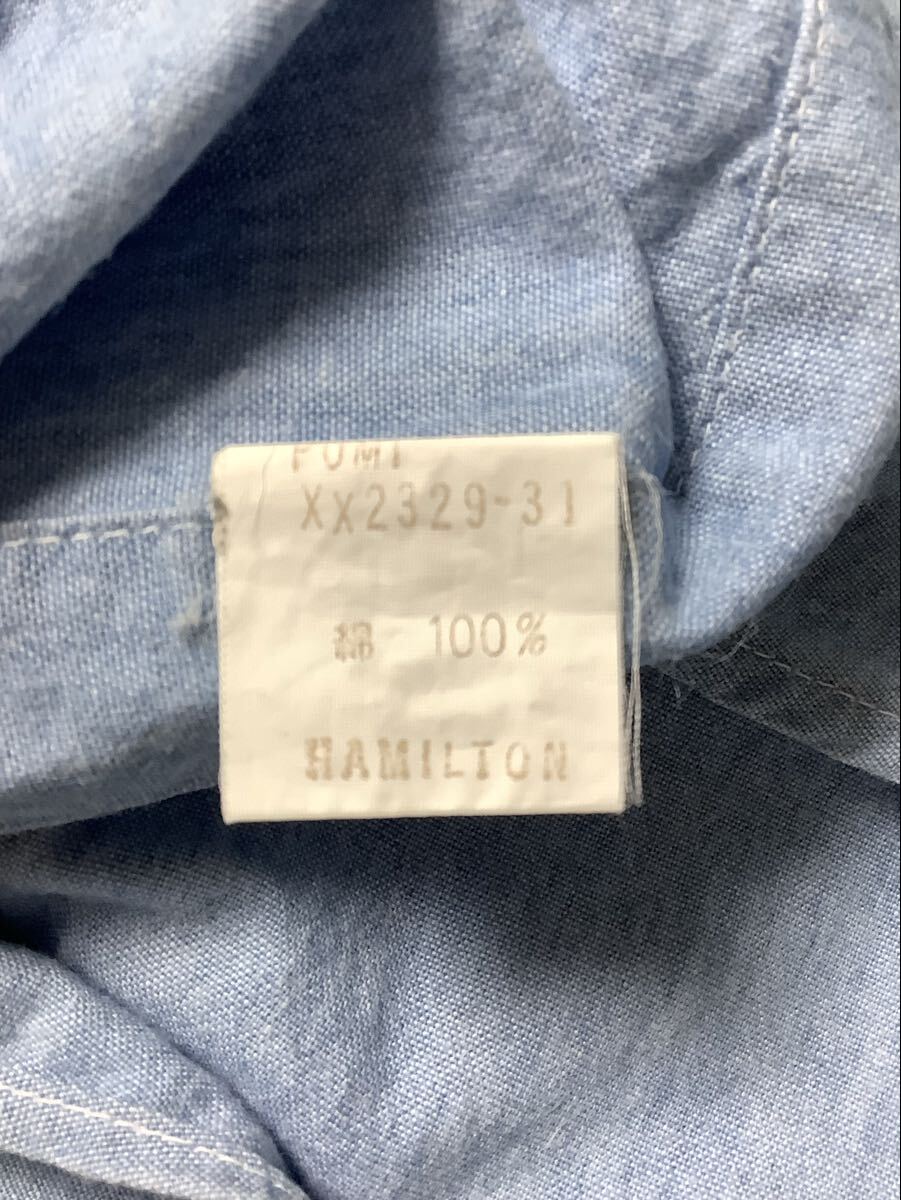 XX2329-31
綿 100%
HAMILTON